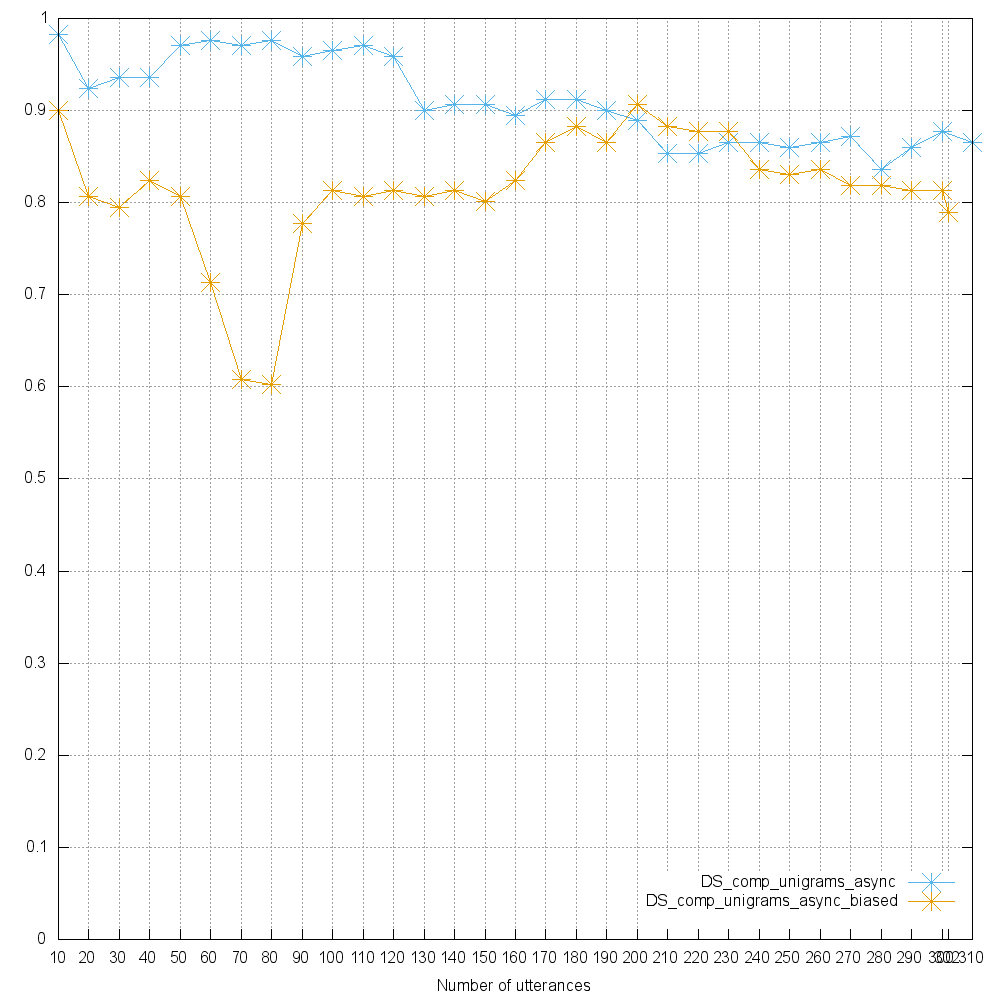 1
0.9
0.8
0.7
0.6
0.5
0.4
0.3
0.2
0.1
0
DS_comp_unigrams_async
DS_comp_unigrams_async_biased
10 20 30 40 50 60 70 80 90 100 110 120 130 140 150 160 170 180 190 200 210 220 230 240 250 260 270 280 290 300 302 310
Number of utterances